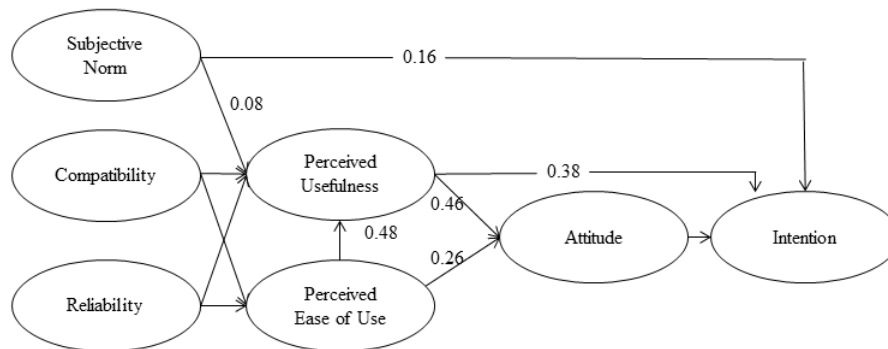 Subjective
Norm
0.16
0.08
Compatibility
Perceived
Usefulness
0.38
0.46
Attitude
Intention
0.48
0.26
Reliability
Perceived
Ease of Use